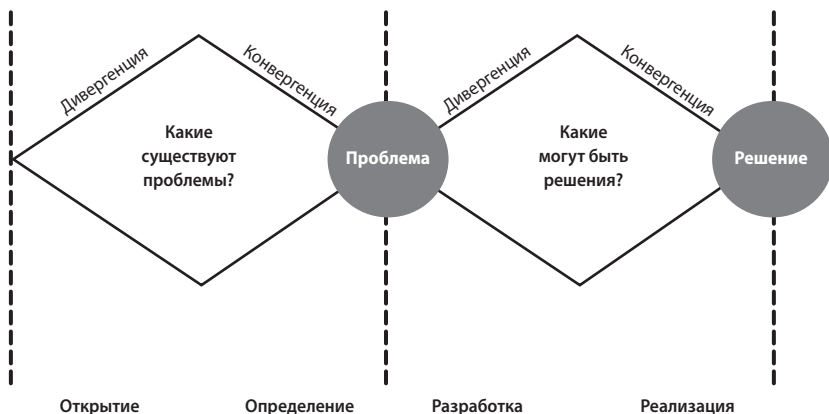 Дивергенция
Конвергенция
Какие
существуют
проблемы?
Проблема
Дивергенция
Конвергенция
Какие
могут быть
решения?
Решение
Открытие
Определение
Разработка
Реализация